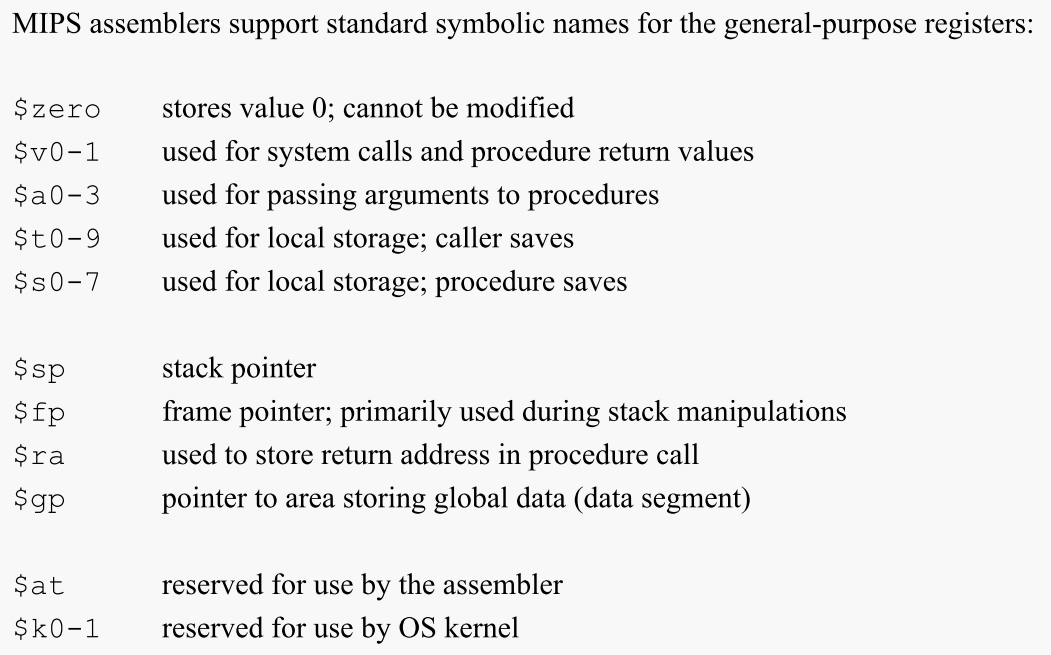 MIPS assemblers support standard symbolic names for the general-purpose registers:
$zero stores value 0; cannot be modified
$v0-1 used for system calls and procedure return values
$a0-3 used for passing arguments to procedures
$t0-9 used for local storage; caller saves
$s0-7 used for local storage; procedure saves
$sp stack pointer
$fp frame pointer; primarily used during stack manipulations
$ra used to store return address in procedure call
$gp pointer to area storing global data (data segment)
$at reserved for use by the assembler
$k0-1 reserved for use by OS kernel